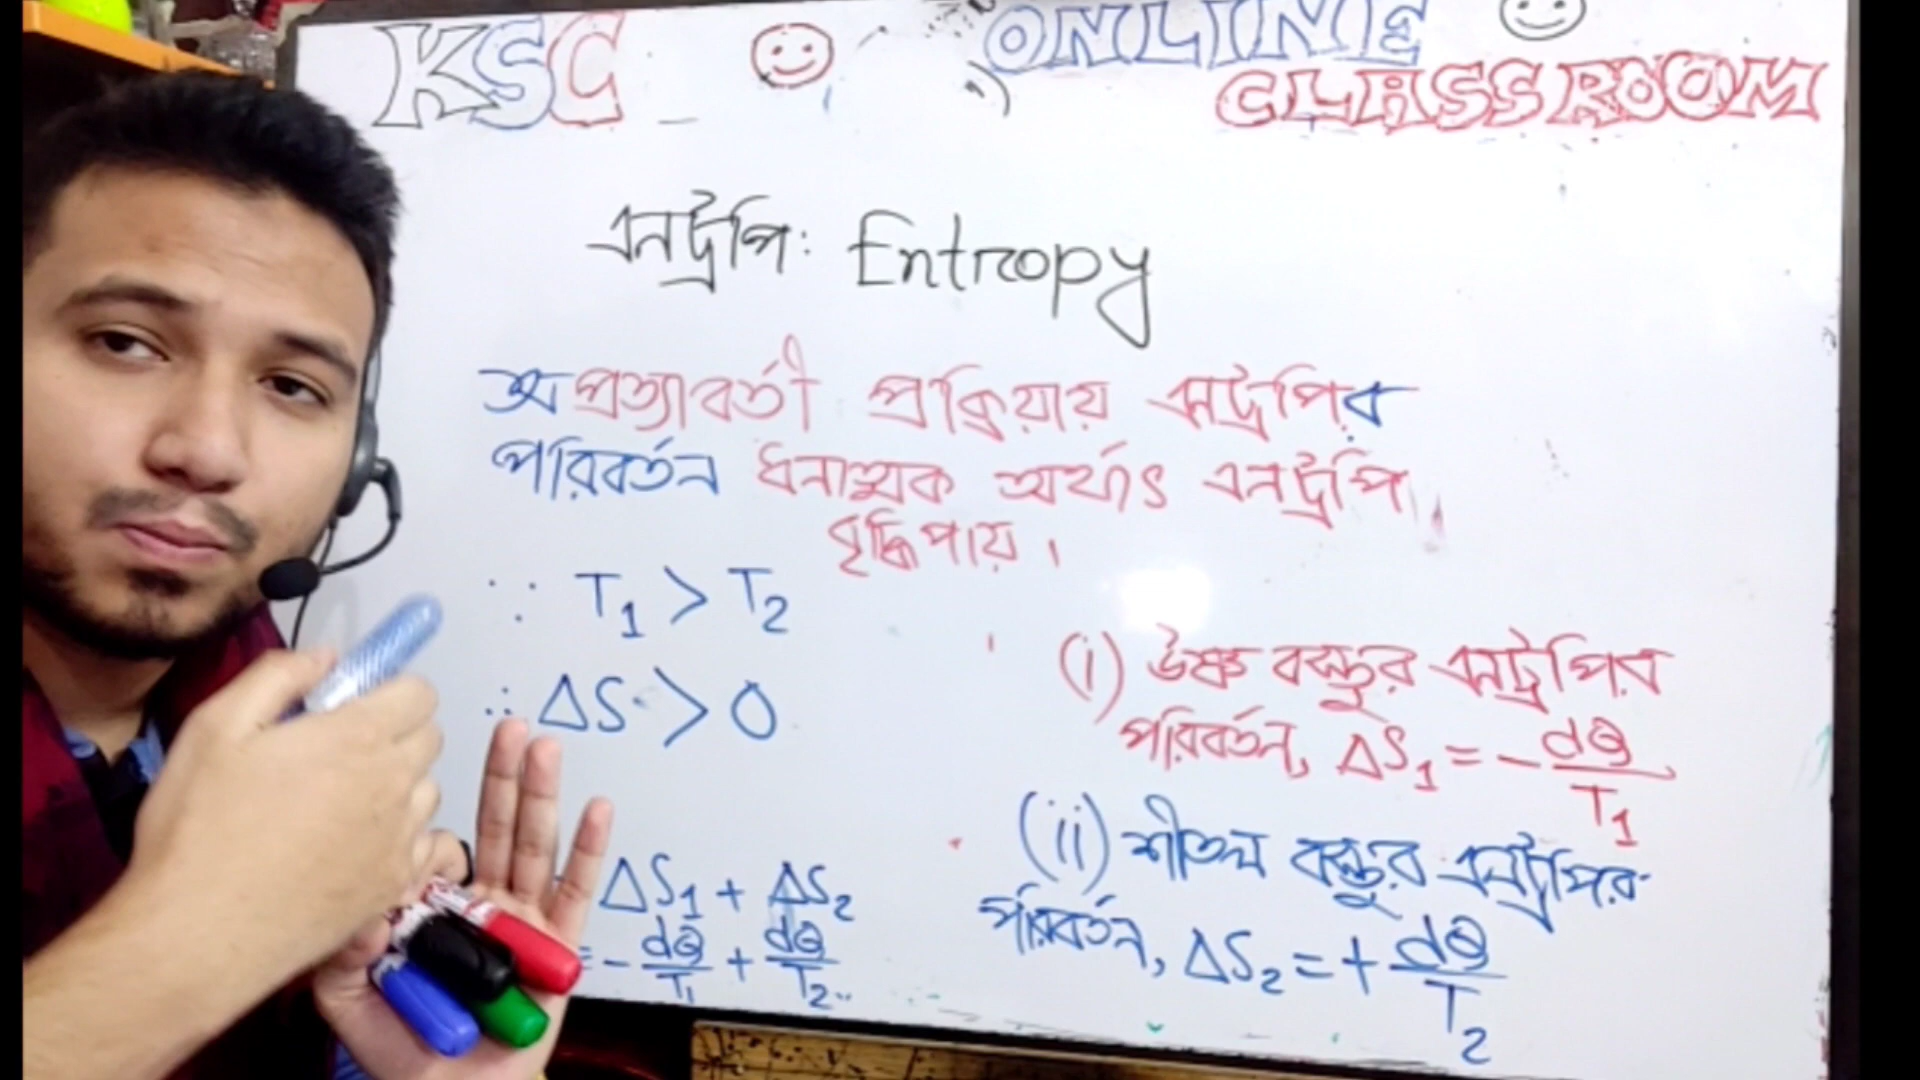 KSC ONLINE
CLASSROOM
এনট্রপি: Entropy
অপ্রত্যাবর্তী প্রক্রিয়ায় এনট্রপির
পরিবর্তন ধনাত্মক অর্থাৎ এনট্রপি
বৃদ্ধি পায়।
∵ T₁ > T₂
∴ ΔS > 0
ΔS₁ + ΔS₂
= - dQ/T₁ + dQ/T₂
(i) উষ্ণ বস্তুর এনট্রপির
পরিবর্তন, ΔS₁ = - dQ/T₁
(ii) শীতল বস্তুর এনট্রপির
পরিবর্তন, ΔS₂ = + dQ/T₂